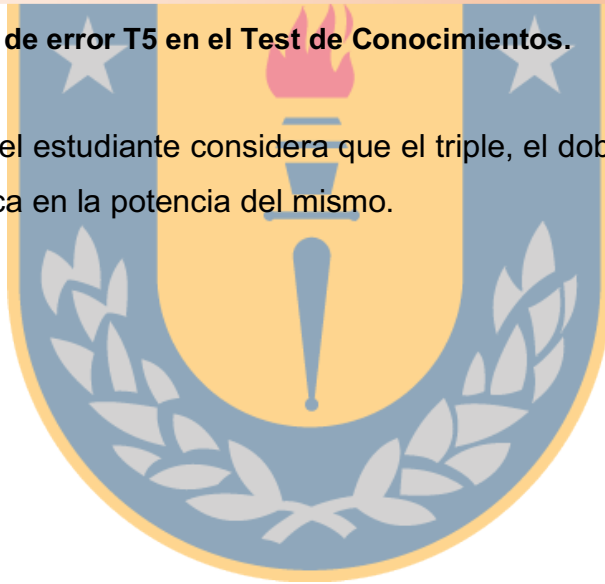 de error T5 en el Test de Conocimientos.
el estudiante considera que el triple, el dob
ca en la potencia del mismo.